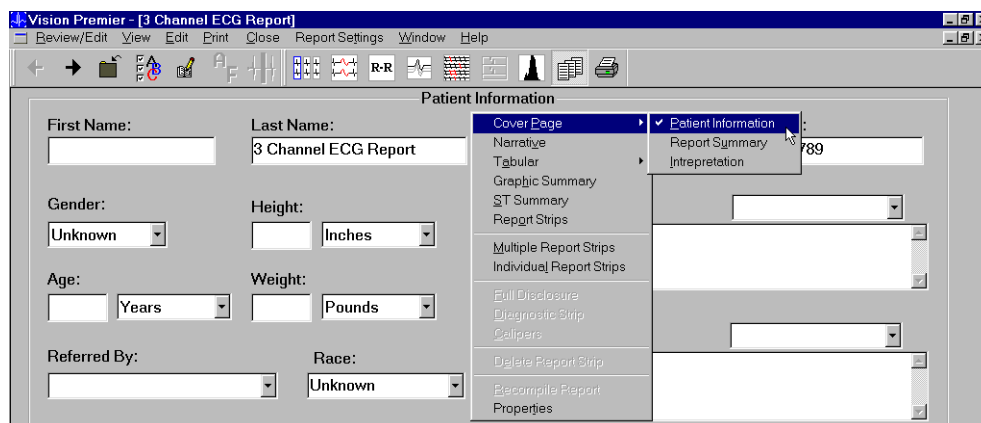 Vision Premier - [3 Channel ECG Report]
Review/Edit View Edit Print Close Report Settings Window Help
F A B C
A F
R-R
Patient Information
First Name:
Last Name:
3 Channel ECG Report
:
789
Gender:
Unknown
Height:
Inches
Age:
Years
Weight:
Pounds
Referred By:
Race:
Unknown
Cover Page
Narrative
Tabular
Graphic Summary
ST Summary
Report Strips
Multiple Report Strips
Individual Report Strips
Full Disclosure
Diagnostic Strip
Calipers
Delete Report Strip
Recompile Report
Properties
Patient Information
Report Summary
Intrepretation